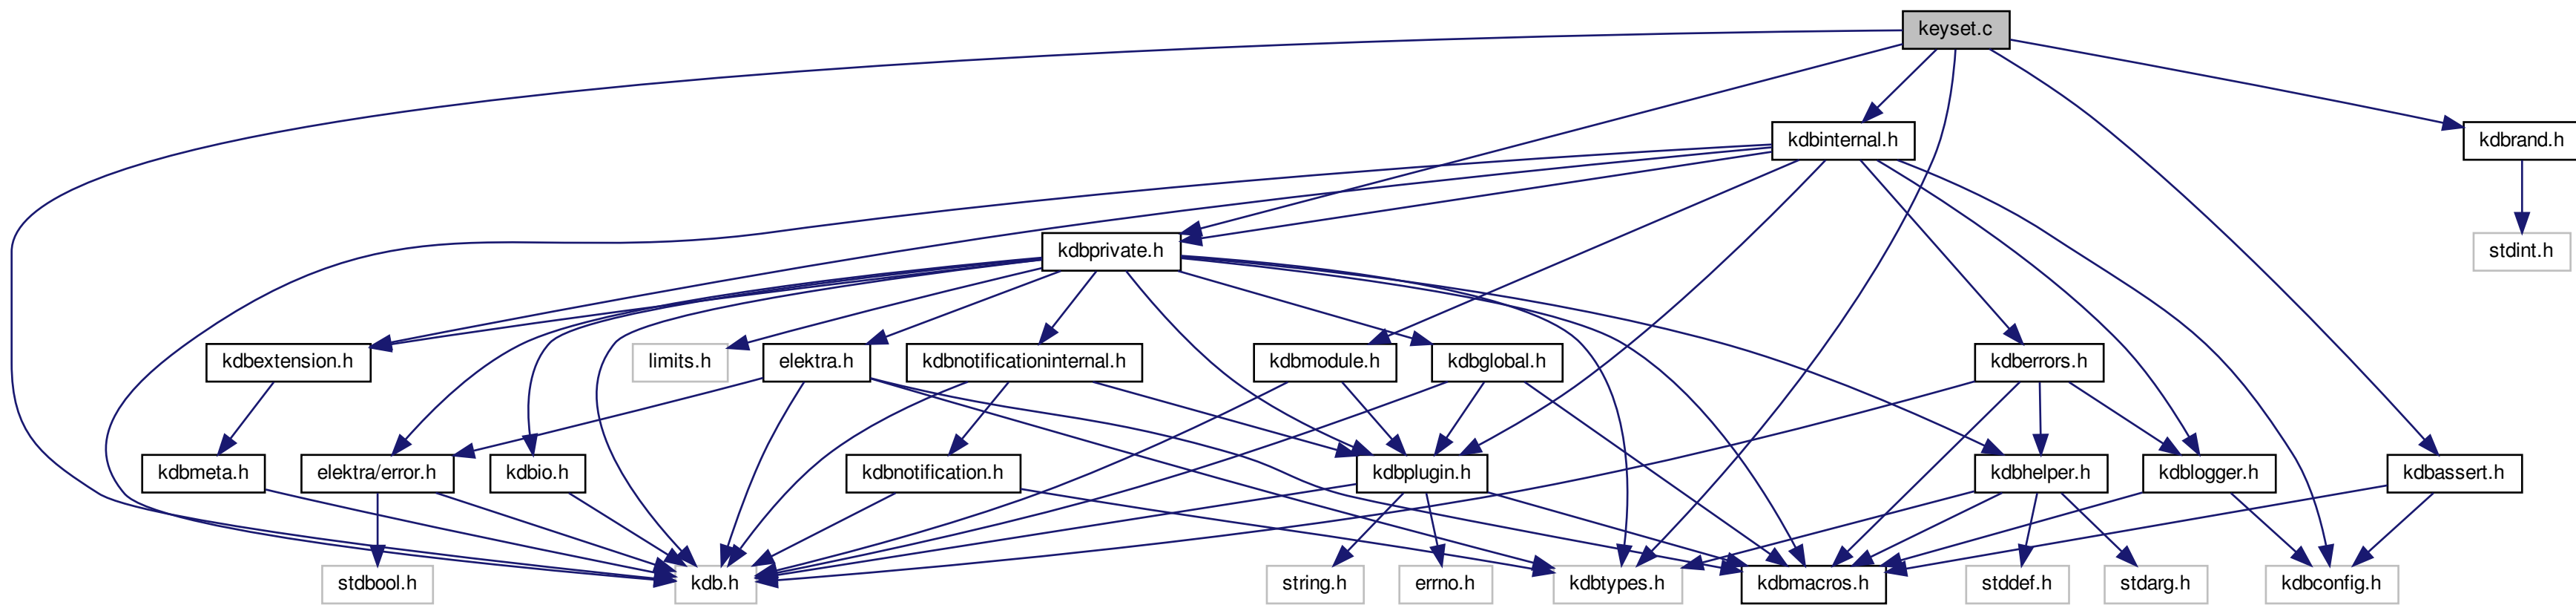 keyset.c
kdbinternal.h
kdbrand.h
kdbprivate.h
stdint.h
kdbextension.h
limits.h
elektra.h
kdbnotificationinternal.h
kdbmodule.h
kdbglobal.h
kdberrors.h
kdbmeta.h
elektra/error.h
kdbio.h
kdbnotification.h
kdbplugin.h
kdbhelper.h
kdblogger.h
kdbassert.h
stdbool.h
kdb.h
string.h
errno.h
kdbtypes.h
kdbmacros.h
stddef.h
stdarg.h
kdbconfig.h